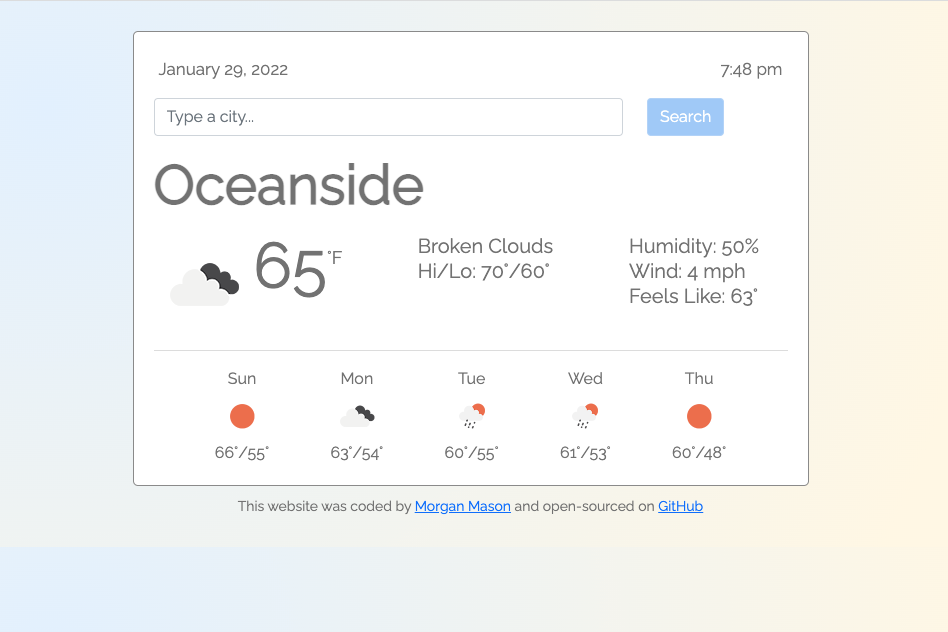 January 29, 2022 7:48 pm
Type a city... Search
Oceanside
65°F
Broken Clouds
Hi/Lo: 70°/60°
Humidity: 50%
Wind: 4 mph
Feels Like: 63°
Sun Mon Tue Wed Thu
66°/55° 63°/54° 60°/55° 61°/53° 60°/48°
This website was coded by Morgan Mason and open-sourced on GitHub